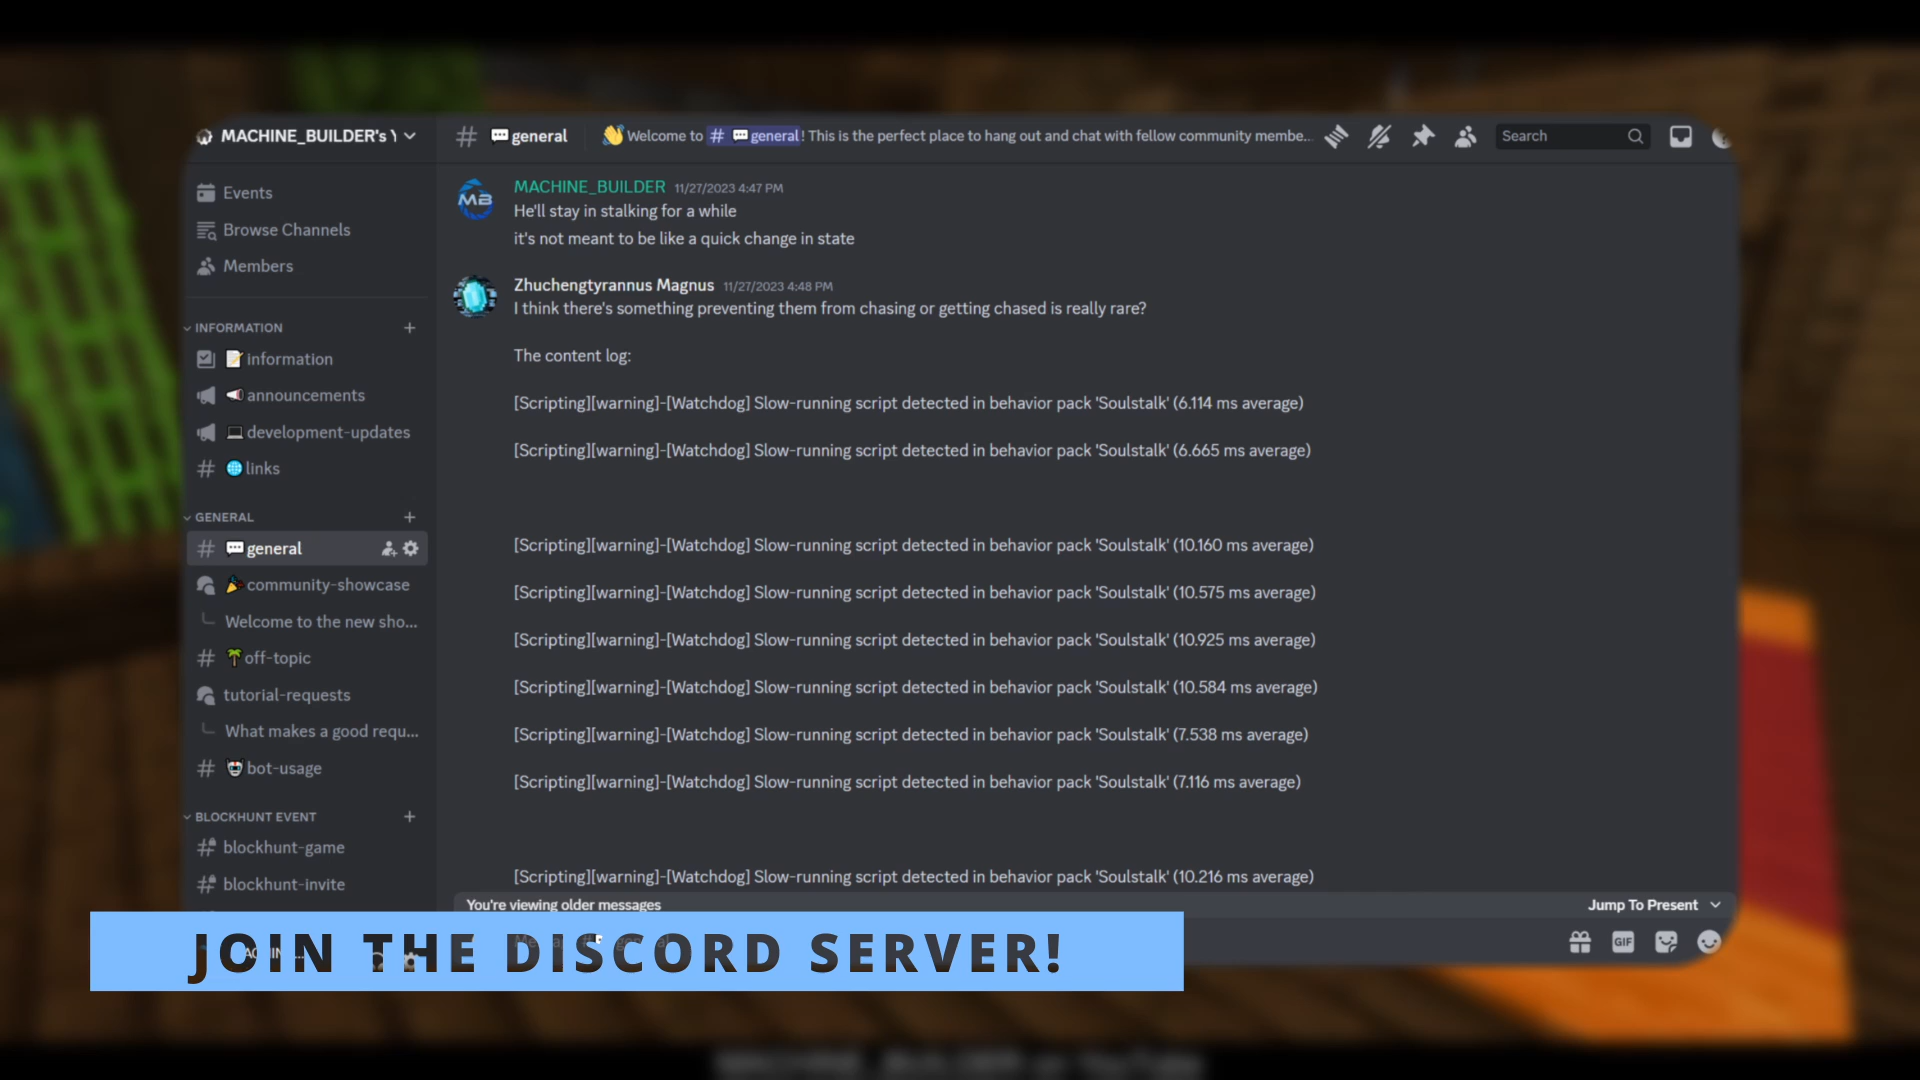 MACHINE_BUILDER's Y
general
Welcome to # general! This is the perfect place to hang out and chat with fellow community membe...
Search
Events
Browse Channels
Members
INFORMATION
information
announcements
development-updates
links
GENERAL
general
community-showcase
Welcome to the new sho...
off-topic
tutorial-requests
What makes a good requ...
bot-usage
BLOCKHUNT EVENT
blockhunt-game
blockhunt-invite
MB
MACHINE_BUILDER 11/27/2023 4:47 PM
He'll stay in stalking for a while
it's not meant to be like a quick change in state
Zhuchengtyrannus Magnus 11/27/2023 4:48 PM
I think there's something preventing them from chasing or getting chased is really rare?
The content log:
[Scripting][warning]-[Watchdog] Slow-running script detected in behavior pack 'Soulstalk' (6.114 ms average)
[Scripting][warning]-[Watchdog] Slow-running script detected in behavior pack 'Soulstalk' (6.665 ms average)
[Scripting][warning]-[Watchdog] Slow-running script detected in behavior pack 'Soulstalk' (10.160 ms average)
[Scripting][warning]-[Watchdog] Slow-running script detected in behavior pack 'Soulstalk' (10.575 ms average)
[Scripting][warning]-[Watchdog] Slow-running script detected in behavior pack 'Soulstalk' (10.925 ms average)
[Scripting][warning]-[Watchdog] Slow-running script detected in behavior pack 'Soulstalk' (10.584 ms average)
[Scripting][warning]-[Watchdog] Slow-running script detected in behavior pack 'Soulstalk' (7.538 ms average)
[Scripting][warning]-[Watchdog] Slow-running script detected in behavior pack 'Soulstalk' (7.116 ms average)
[Scripting][warning]-[Watchdog] Slow-running script detected in behavior pack 'Soulstalk' (10.216 ms average)
You're viewing older messages
Jump To Present
GIF
JOIN THE DISCORD SERVER!
MACHINE_BUILDER on YouTube